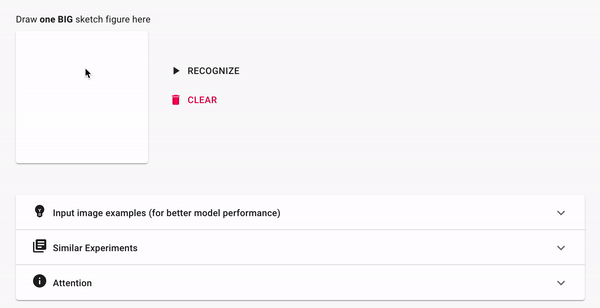 Draw one BIG sketch figure here
RECOGNIZE
CLEAR
Input image examples (for better model performance)
Similar Experiments
Attention